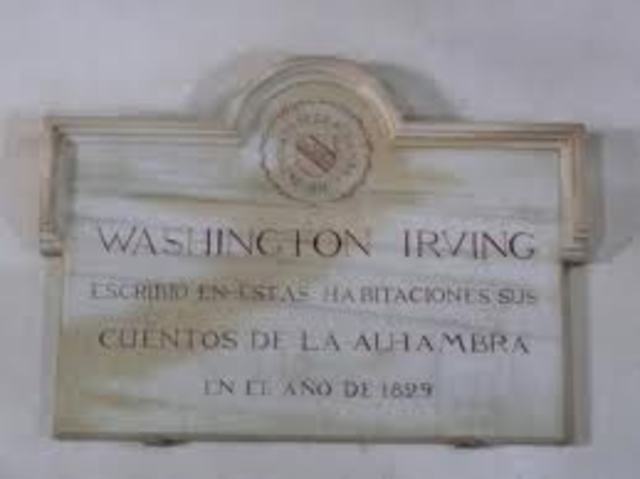 WASHINGTON IRVING
ESCRIBIO EN ESTAS HABITACIONES SUS
CUENTOS DE LA ALHAMBRA
EN EL AÑO DE 1829